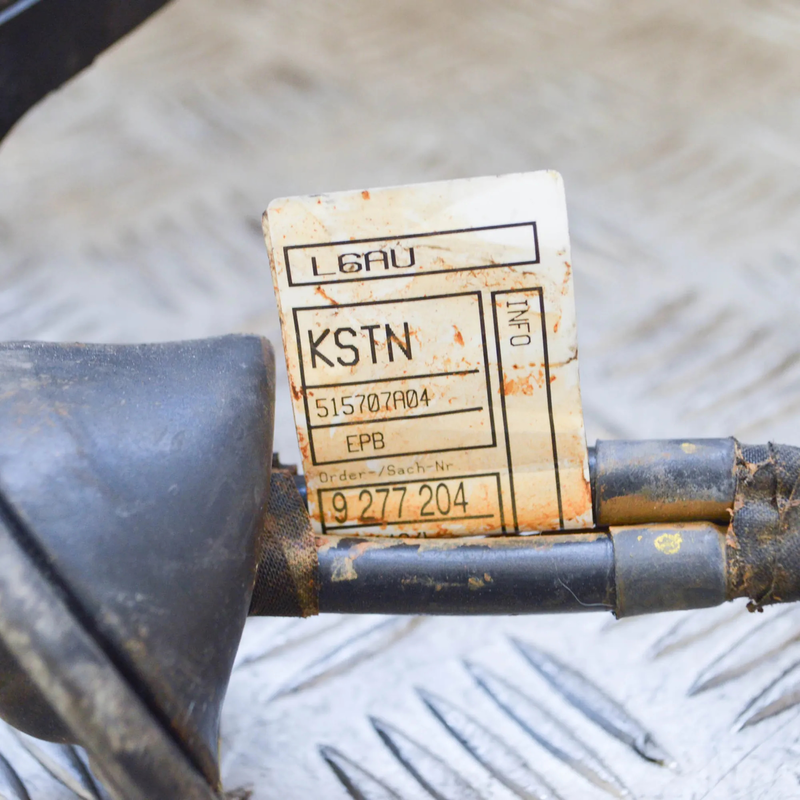 L6AU
KSTN
INFO
515707A04
EPB
Order-/Sach-Nr
9 277 204